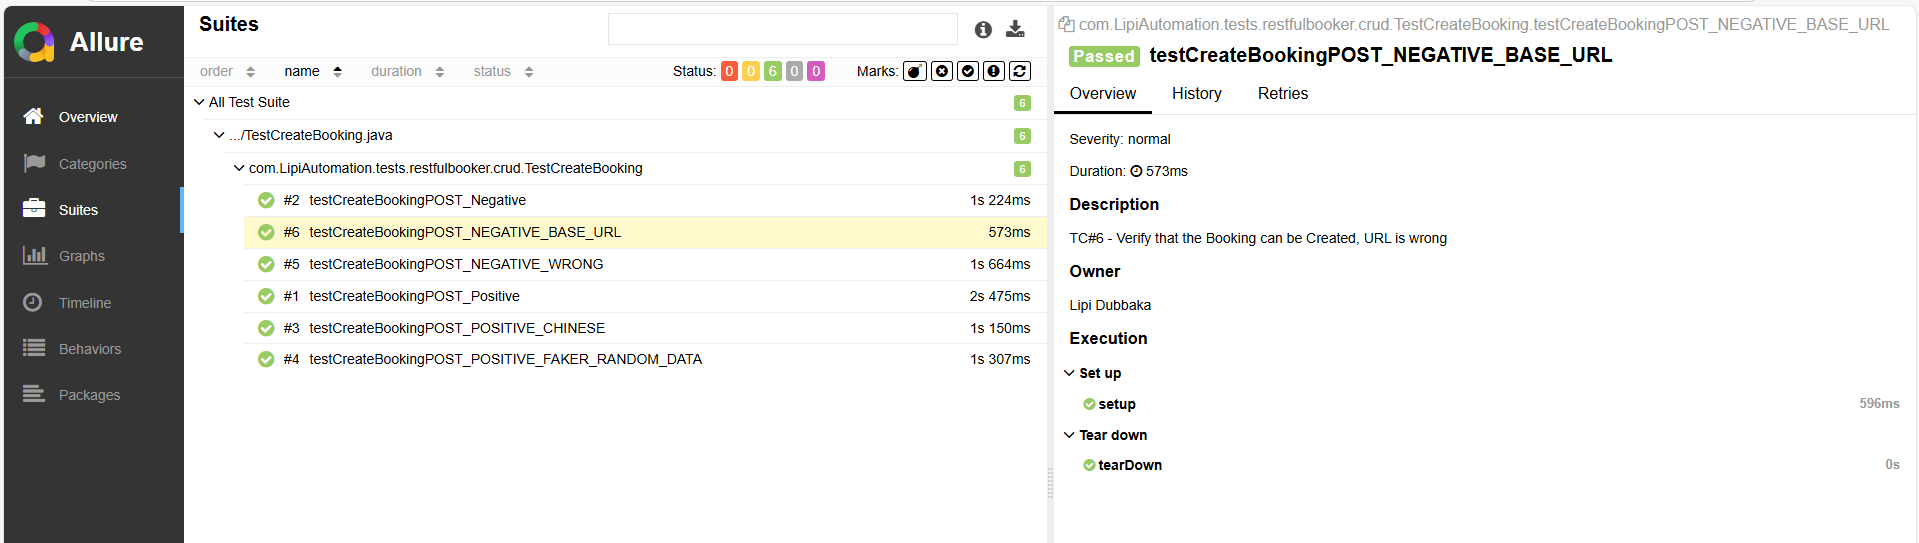 Allure
Overview
Categories
Suites
Graphs
Timeline
Behaviors
Packages
Suites
order name duration status Status: 0 0 6 0 0 Marks:
All Test Suite 6
.../TestCreateBooking.java 6
com.LipiAutomation.tests.restfulbooker.crud.TestCreateBooking 6
#2 testCreateBookingPOST_Negative 1s 224ms
#6 testCreateBookingPOST_NEGATIVE_BASE_URL 573ms
#5 testCreateBookingPOST_NEGATIVE_WRONG 1s 664ms
#1 testCreateBookingPOST_Positive 2s 475ms
#3 testCreateBookingPOST_POSITIVE_CHINESE 1s 150ms
#4 testCreateBookingPOST_POSITIVE_FAKER_RANDOM_DATA 1s 307ms
com.LipiAutomation.tests.restfulbooker.crud.TestCreateBooking.testCreateBookingPOST_NEGATIVE_BASE_URL
Passed testCreateBookingPOST_NEGATIVE_BASE_URL
Overview History Retries
Severity: normal
Duration: 573ms
Description
TC#6 - Verify that the Booking can be Created, URL is wrong
Owner
Lipi Dubbaka
Execution
Set up
setup 596ms
Tear down
tearDown 0s